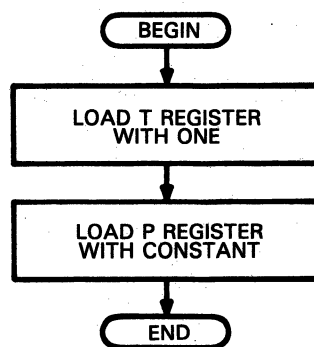 BEGIN
LOAD T REGISTER
WITH ONE
LOAD P REGISTER
WITH CONSTANT
END